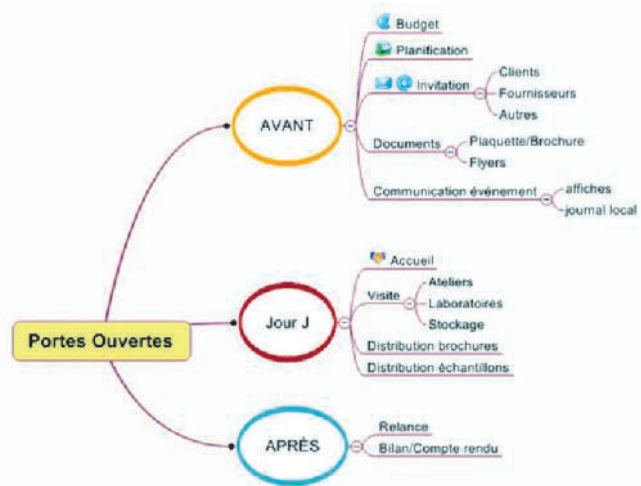 Portes Ouvertes
AVANT
Budget
Planification
Invitation
Clients
Fournisseurs
Autres
Documents
Plaquette/Brochure
Flyers
Communication événement
affiches
journal local
Jour J
Accueil
Visite
Ateliers
Laboratoires
Stockage
Distribution brochures
Distribution échantillons
APRÈS
Relance
Bilan/Compte rendu